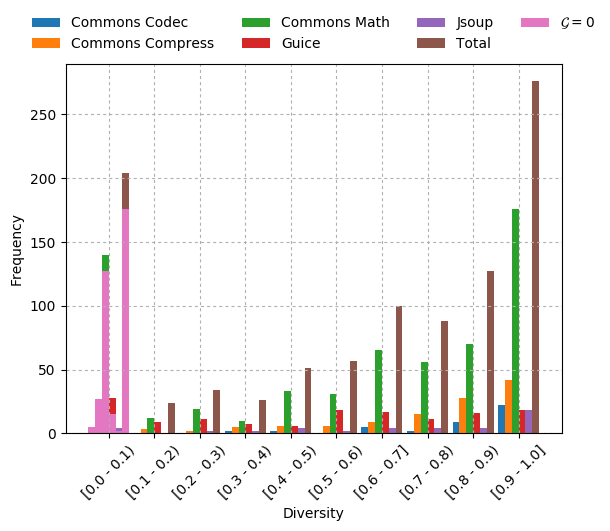 Commons Codec Commons Math Jsoup 𝒢 = 0
Commons Compress Guice Total
Frequency
250
200
150
100
50
0
[0.0 - 0.1) [0.1 - 0.2) [0.2 - 0.3) [0.3 - 0.4) [0.4 - 0.5) [0.5 - 0.6) [0.6 - 0.7] [0.7 - 0.8) [0.8 - 0.9) [0.9 - 1.0]
Diversity